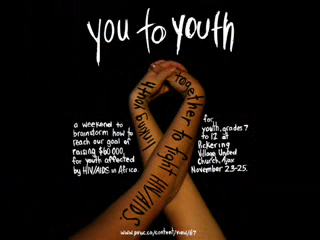 you to youth
linking youth
together to fight HIV/AIDS.
a weekend to
brainstorm how to
reach our goal of
raising $60 000
for youth affected
by HIV/AIDS in Africa.
for
youth, grades 7
to 12 at
Pickering
Village United
Church, Ajax
November 23-25.